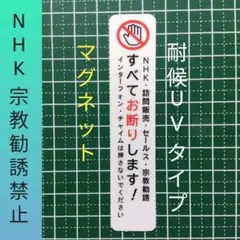 耐候UVタイプ
NHK・訪問販売・セールス・宗教勧誘
すべてお断りします!
インターフォン・チャイムは押さないでください
マグネット
NHK宗教勧誘禁止